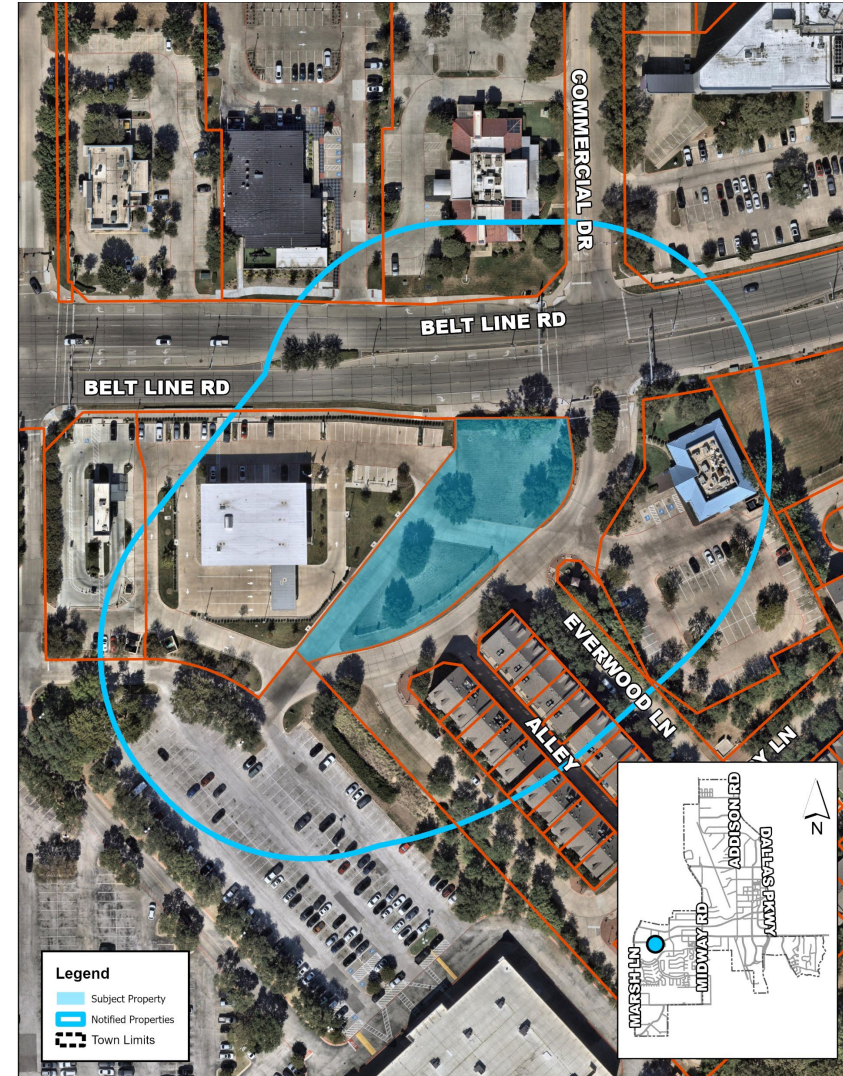 COMMERCIAL DR
BELT LINE RD
BELT LINE RD
EVERWOOD LN
ALLEY
Y LN
ADDISON RD
DALLAS PKWY
MIDWAY RD
MARSH LN
N
Legend
Subject Property
Notified Properties
Town Limits